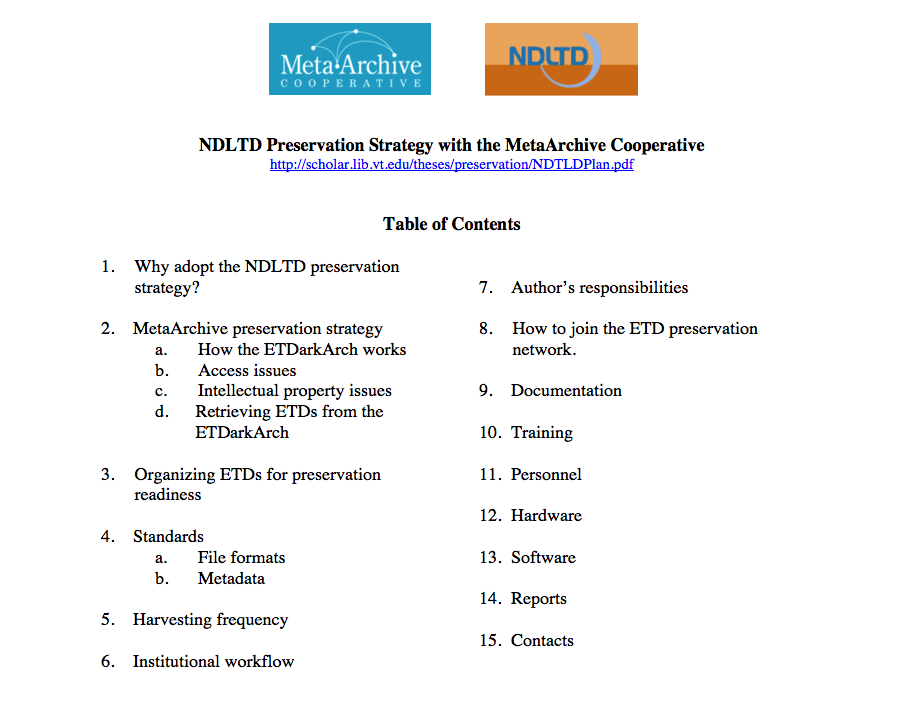 Meta•Archive
COOPERATIVE
NDLTD
NDLTD Preservation Strategy with the MetaArchive Cooperative
http://scholar.lib.vt.edu/theses/preservation/NDTLDPlan.pdf
Table of Contents
1. Why adopt the NDLTD preservation
strategy?
2. MetaArchive preservation strategy
a. How the ETDarkArch works
b. Access issues
c. Intellectual property issues
d. Retrieving ETDs from the
ETDarkArch
3. Organizing ETDs for preservation
readiness
4. Standards
a. File formats
b. Metadata
5. Harvesting frequency
6. Institutional workflow
7. Author's responsibilities
8. How to join the ETD preservation
network.
9. Documentation
10. Training
11. Personnel
12. Hardware
13. Software
14. Reports
15. Contacts